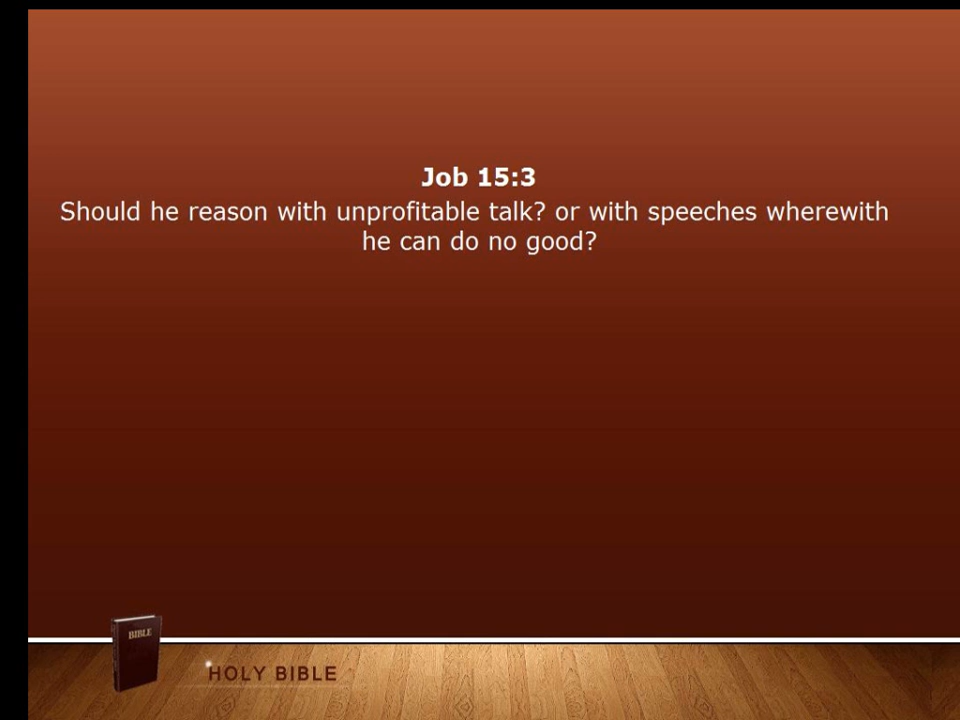 Job 15:3
Should he reason with unprofitable talk? or with speeches wherewith
he can do no good?
BIBLE
HOLY BIBLE